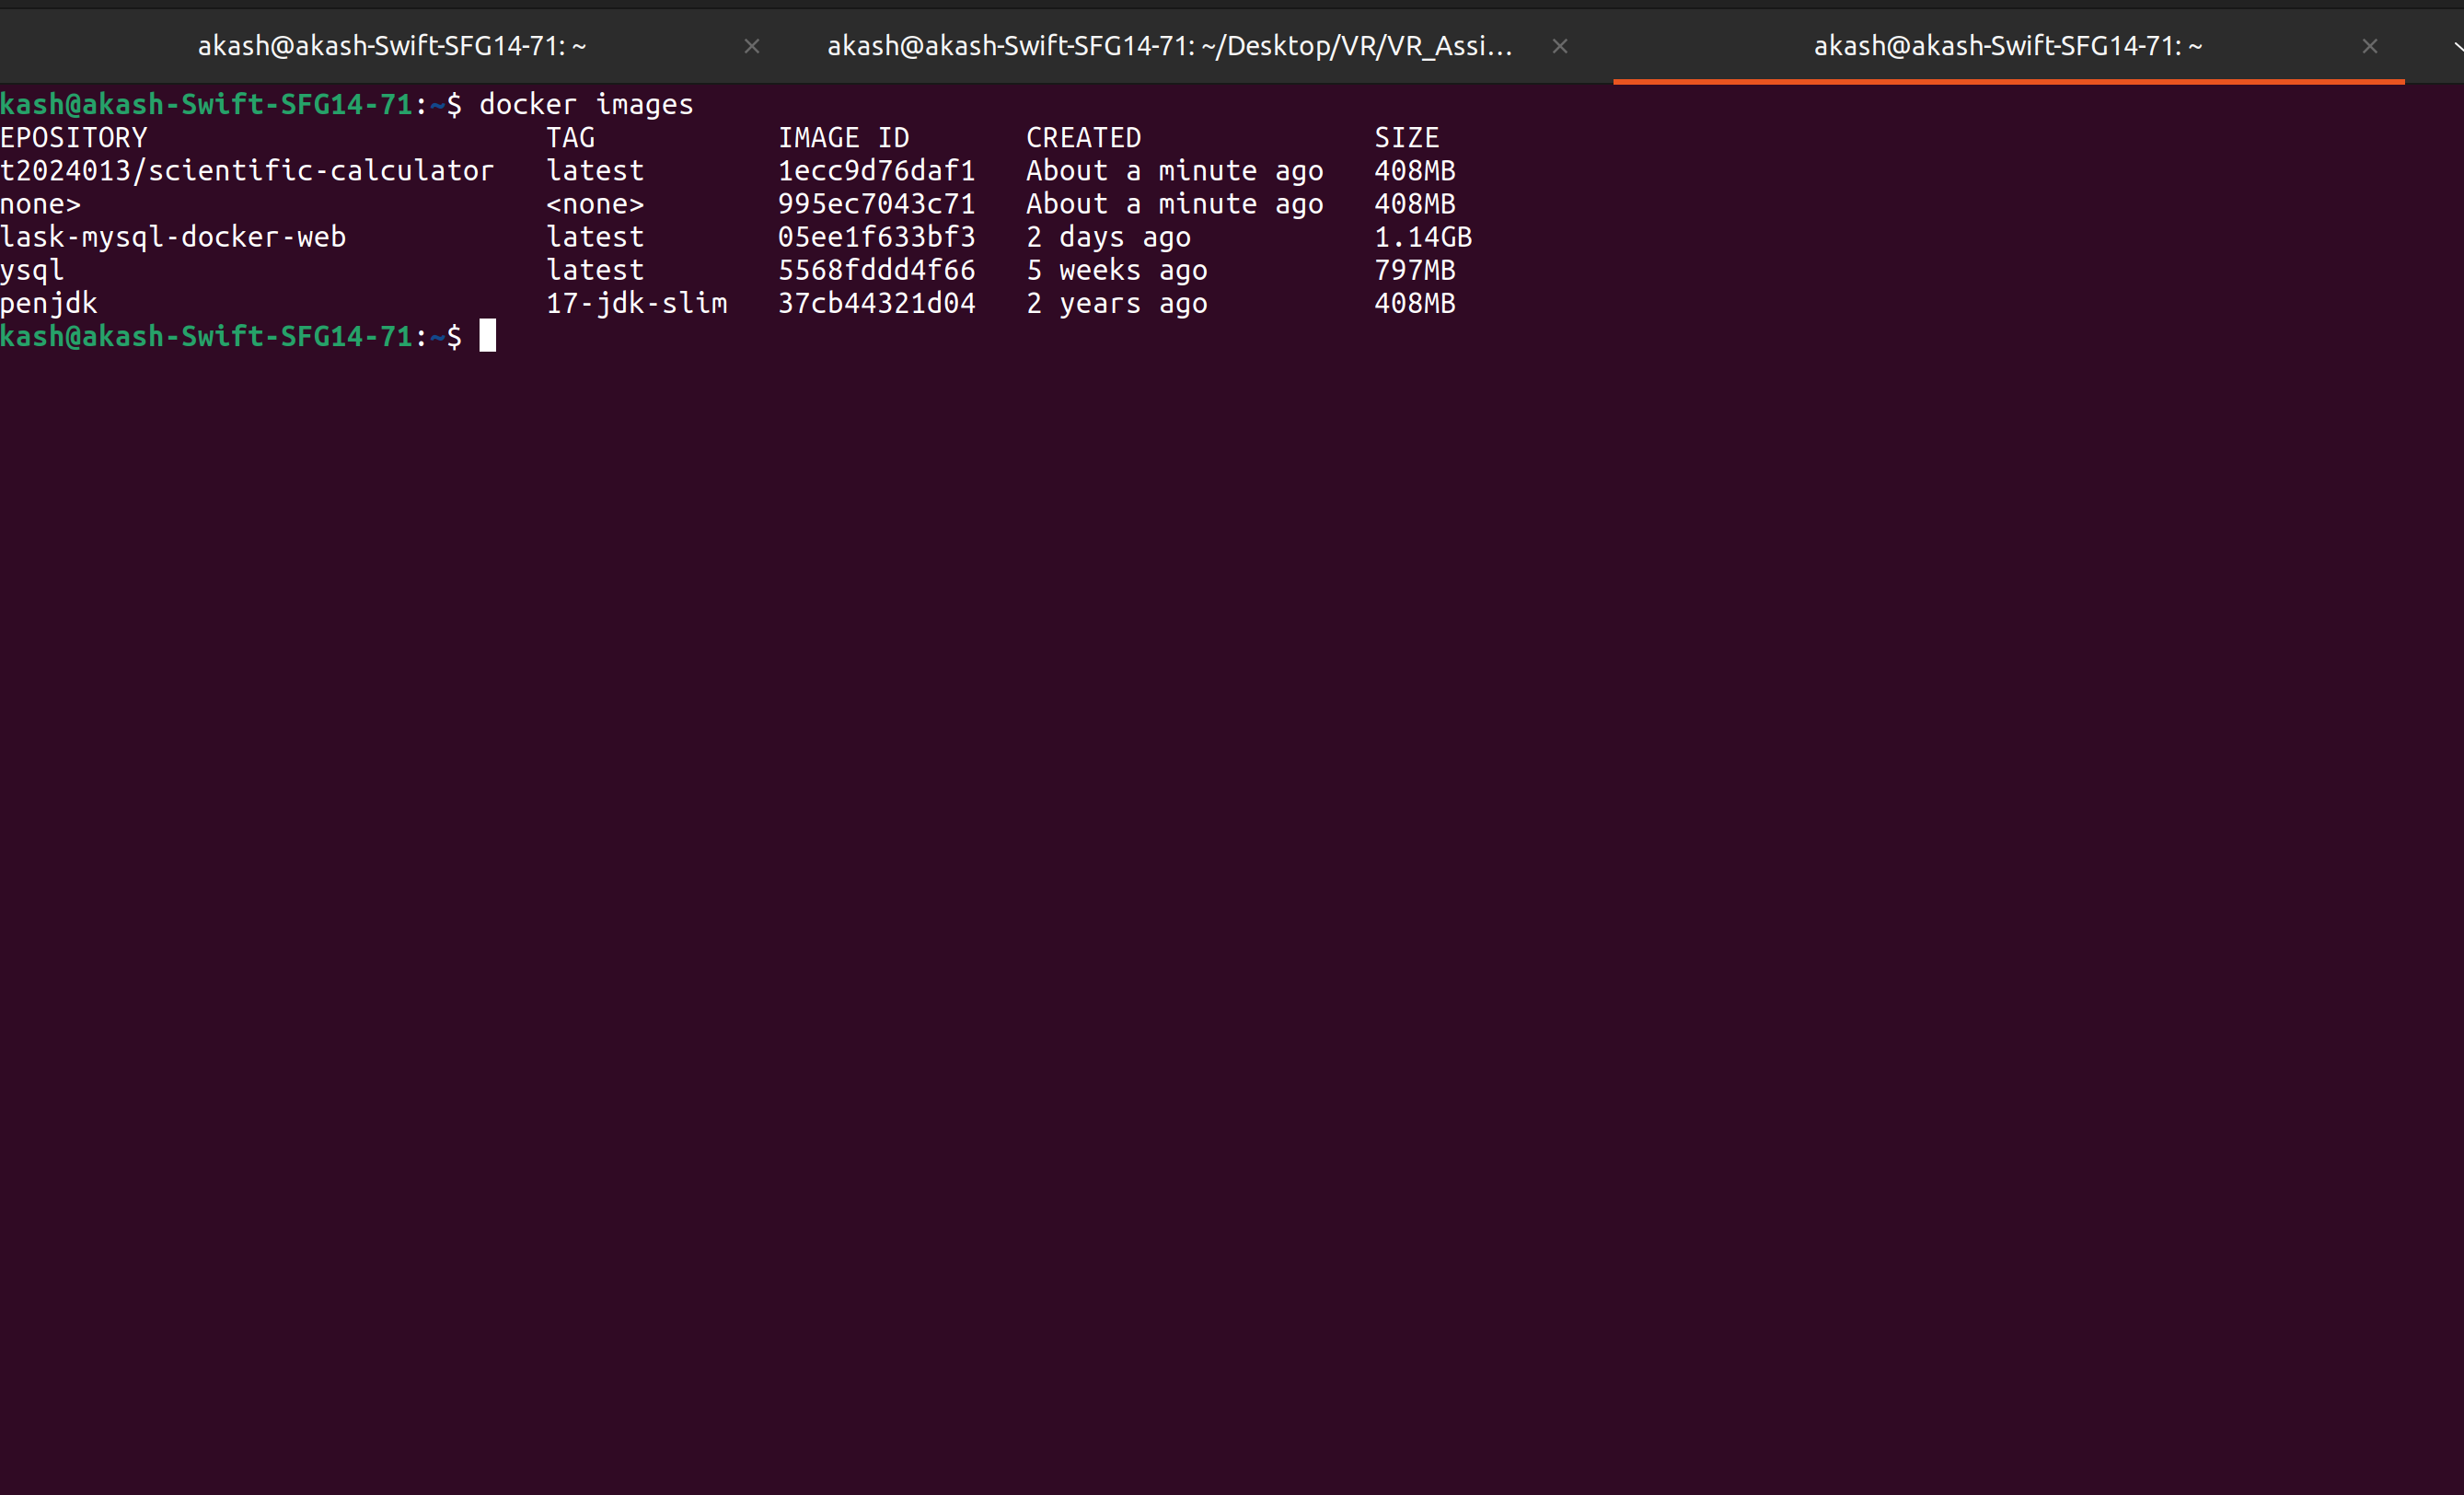 akash@akash-Swift-SFG14-71: ~ × akash@akash-Swift-SFG14-71: ~/Desktop/VR/VR_Assi... × akash@akash-Swift-SFG14-71: ~ ×
kash@akash-Swift-SFG14-71:~$ docker images
EPOSITORY TAG IMAGE ID CREATED SIZE
t2024013/scientific-calculator latest 1ecc9d76daf1 About a minute ago 408MB
none> <none> 995ec7043c71 About a minute ago 408MB
lask-mysql-docker-web latest 05ee1f633bf3 2 days ago 1.14GB
ysql latest 5568fddd4f66 5 weeks ago 797MB
penjdk 17-jdk-slim 37cb44321d04 2 years ago 408MB
kash@akash-Swift-SFG14-71:~$